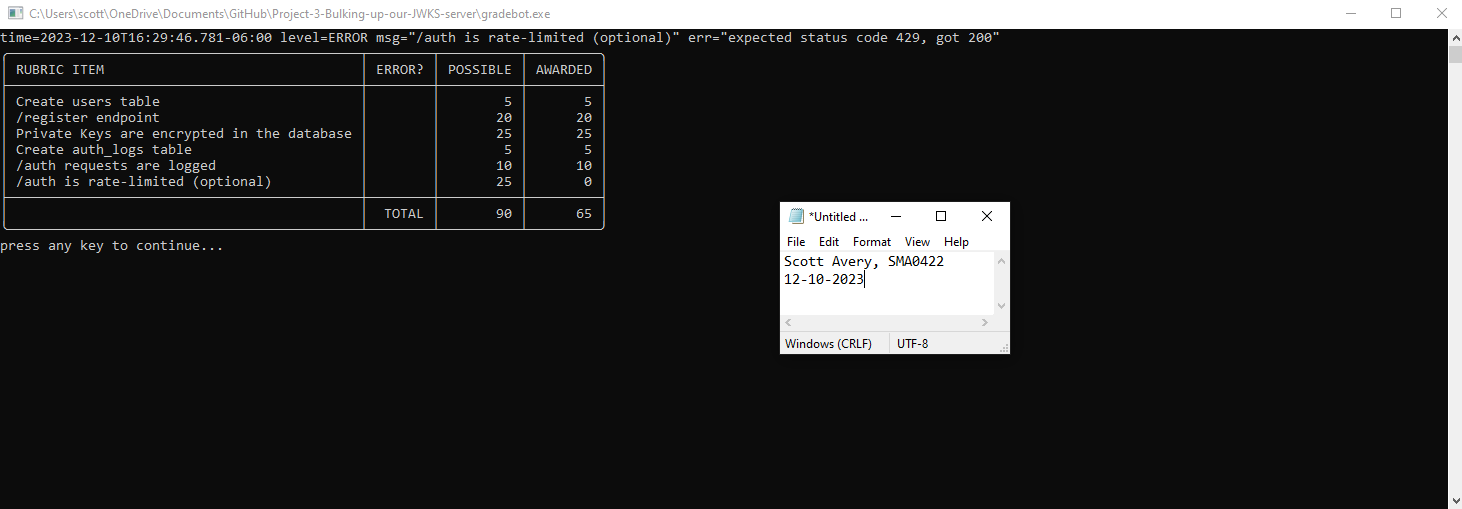 C:\Users\scott\OneDrive\Documents\GitHub\Project-3-Bulking-up-our-JWKS-server\gradebot.exe
time=2023-12-10T16:29:46.781-06:00 level=ERROR msg="/auth is rate-limited (optional)" err="expected status code 429, got 200"
RUBRIC ITEM ERROR? POSSIBLE AWARDED
Create users table 5 5
/register endpoint 20 20
Private Keys are encrypted in the database 25 25
Create auth_logs table 5 5
/auth requests are logged 10 10
/auth is rate-limited (optional) 25 0
TOTAL 90 65
press any key to continue...
*Untitled ...
File Edit Format View Help
Scott Avery, SMA0422
12-10-2023
Windows (CRLF) UTF-8